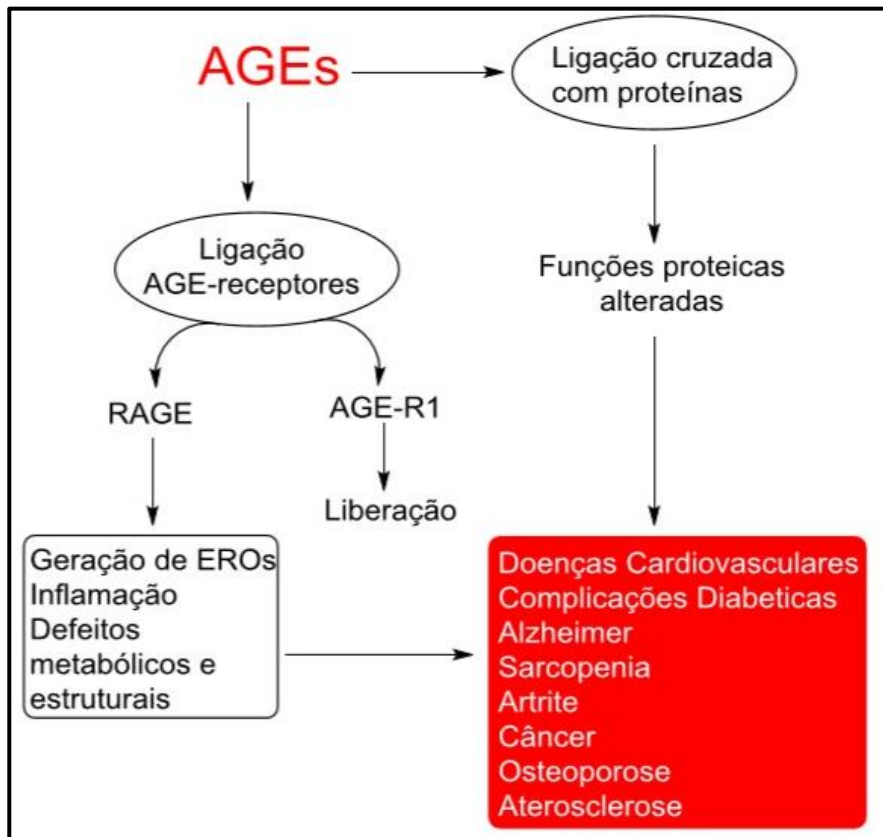 AGEs
Ligação cruzada
com proteínas
Ligação
AGE-receptores
Funções proteicas
alteradas
RAGE
AGE-R1
Liberação
Geração de EROs
Inflamação
Defeitos
metabólicos e
estruturais
Doenças Cardiovasculares
Complicações Diabeticas
Alzheimer
Sarcopenia
Artrite
Câncer
Osteoporose
Aterosclerose